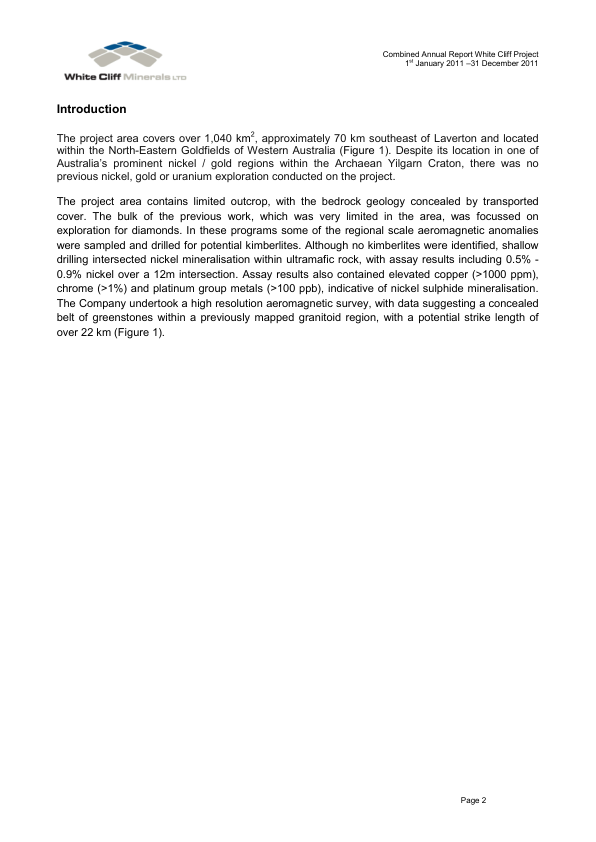 White Cliff Minerals LTD
Combined Annual Report White Cliff Project
1st January 2011 –31 December 2011
Introduction
The project area covers over 1,040 km2, approximately 70 km southeast of Laverton and located
within the North-Eastern Goldfields of Western Australia (Figure 1). Despite its location in one of
Australia's prominent nickel / gold regions within the Archaean Yilgarn Craton, there was no
previous nickel, gold or uranium exploration conducted on the project.
The project area contains limited outcrop, with the bedrock geology concealed by transported
cover. The bulk of the previous work, which was very limited in the area, was focussed on
exploration for diamonds. In these programs some of the regional scale aeromagnetic anomalies
were sampled and drilled for potential kimberlites. Although no kimberlites were identified, shallow
drilling intersected nickel mineralisation within ultramafic rock, with assay results including 0.5% -
0.9% nickel over a 12m intersection. Assay results also contained elevated copper (>1000 ppm),
chrome (>1%) and platinum group metals (>100 ppb), indicative of nickel sulphide mineralisation.
The Company undertook a high resolution aeromagnetic survey, with data suggesting a concealed
belt of greenstones within a previously mapped granitoid region, with a potential strike length of
over 22 km (Figure 1).
Page 2